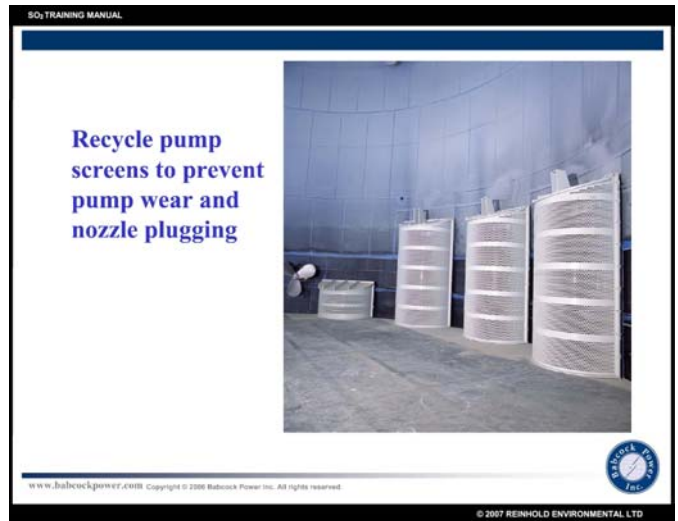 SO₂ TRAINING MANUAL
Recycle pump
screens to prevent
pump wear and
nozzle plugging
Babcock Power
Inc.
www.babcockpower.com Copyright © 2006 Babcock Power Inc. All rights reserved.
© 2007 REINHOLD ENVIRONMENTAL LTD